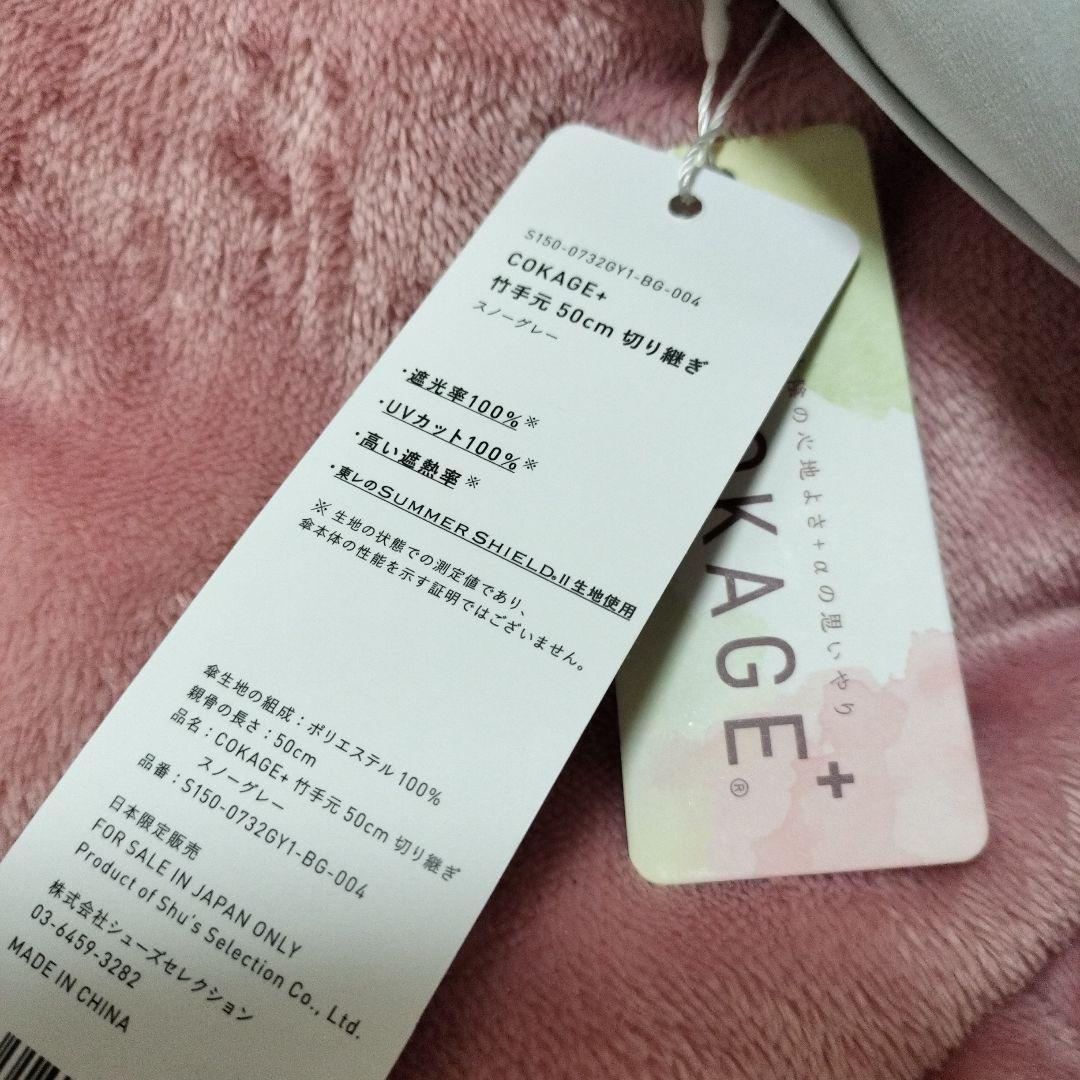 S150-0732GY1-BG-004
COKAGE+
竹手元 50cm 切り継ぎ
スノーグレー
・遮光率100%※
・UVカット100%※
・高い遮熱率 ※
・東レのSUMMER SHIELD®II 生地使用
※ 生地の状態での測定値であり、
傘本体の性能を示す証明ではございません。
傘生地の組成：ポリエステル 100%
親骨の長さ：50cm
品名：COKAGE+ 竹手元 50cm 切り継ぎ
スノーグレー
品番：S150-0732GY1-BG-004
日本限定販売
FOR SALE IN JAPAN ONLY
Product of Shu's Selection Co., Ltd.
株式会社シューズセレクション
03-6459-3282
MADE IN CHINA
の心地よさ+αの思いやり
OKAGE+®